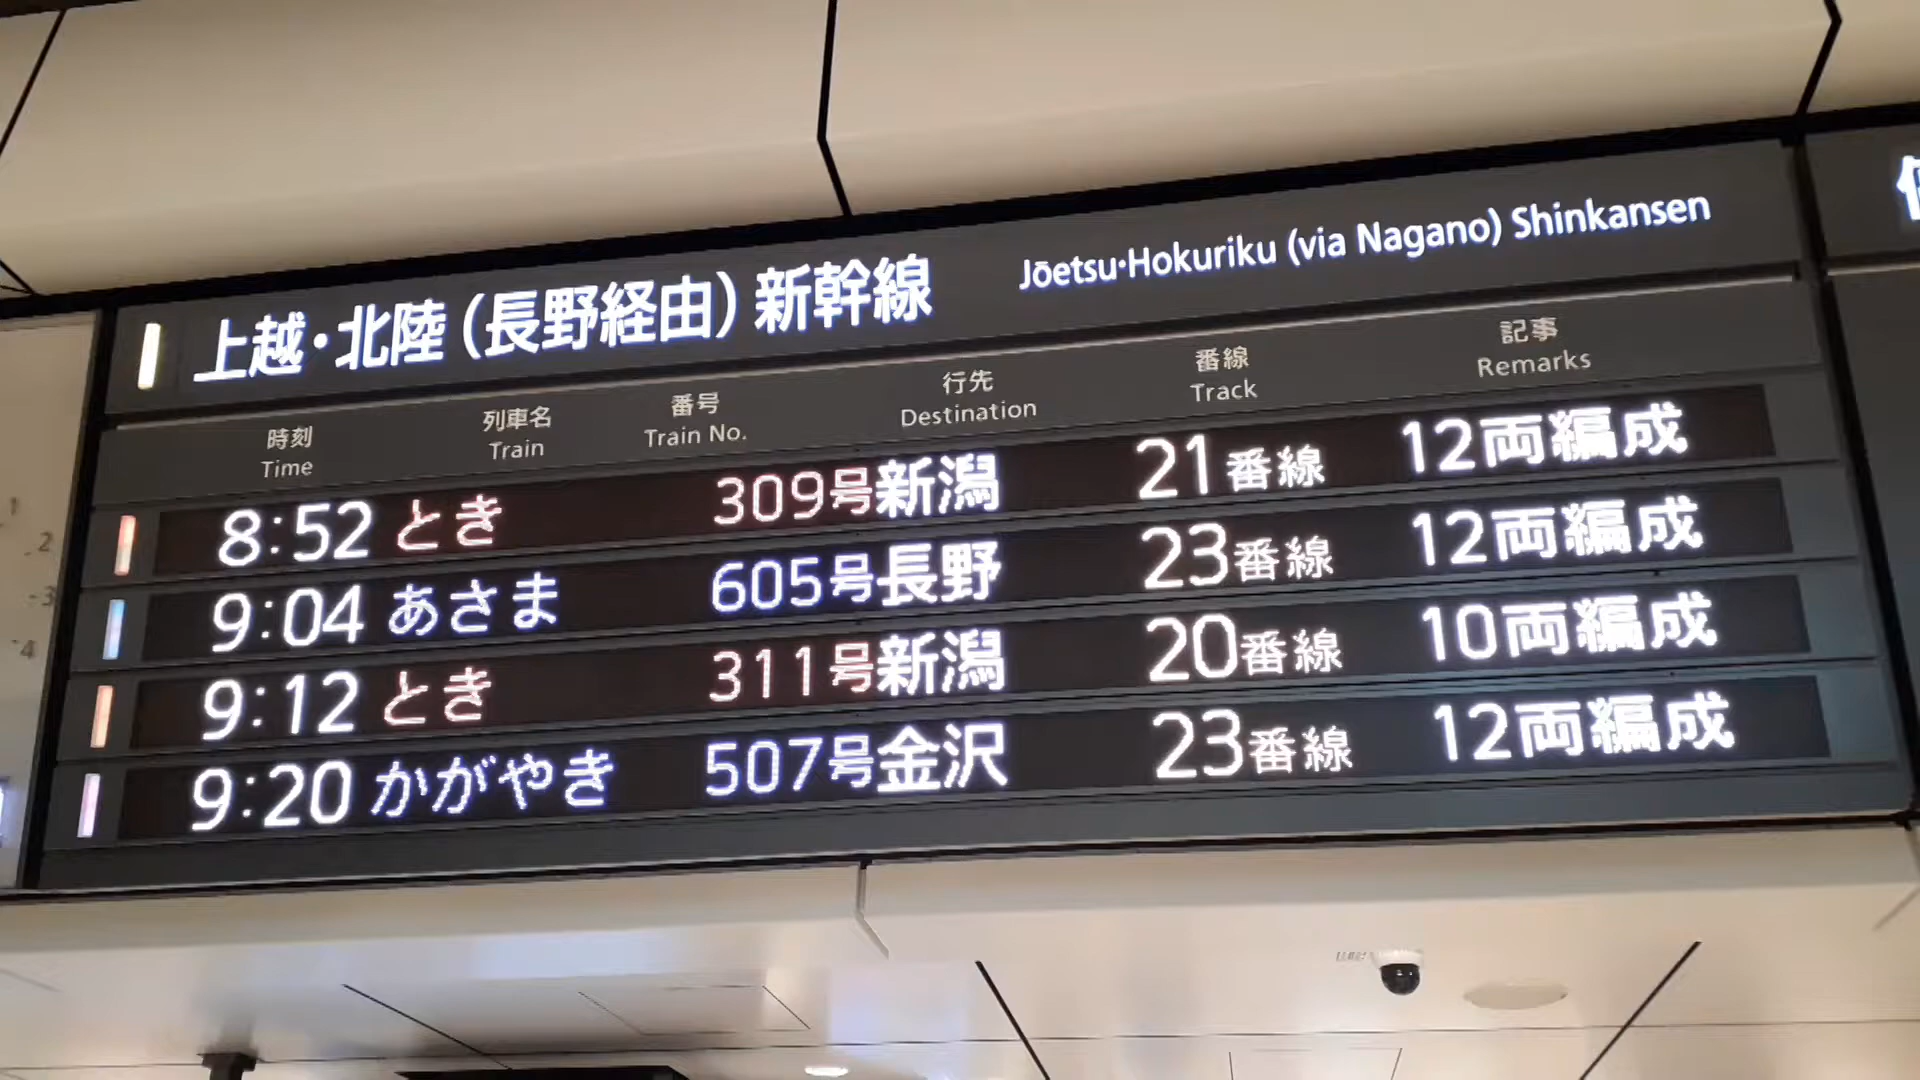 上越・北陸(長野経由)新幹線 Jōetsu・Hokuriku (via Nagano) Shinkansen
時刻 列車名 番号 行先 番線 記事
Time Train Train No. Destination Track Remarks
8:52 とき 309号 新潟 21番線 12両編成
9:04 あさま 605号 長野 23番線 12両編成
9:12 とき 311号 新潟 20番線 10両編成
9:20 かがやき 507号 金沢 23番線 12両編成
1
2
3
4